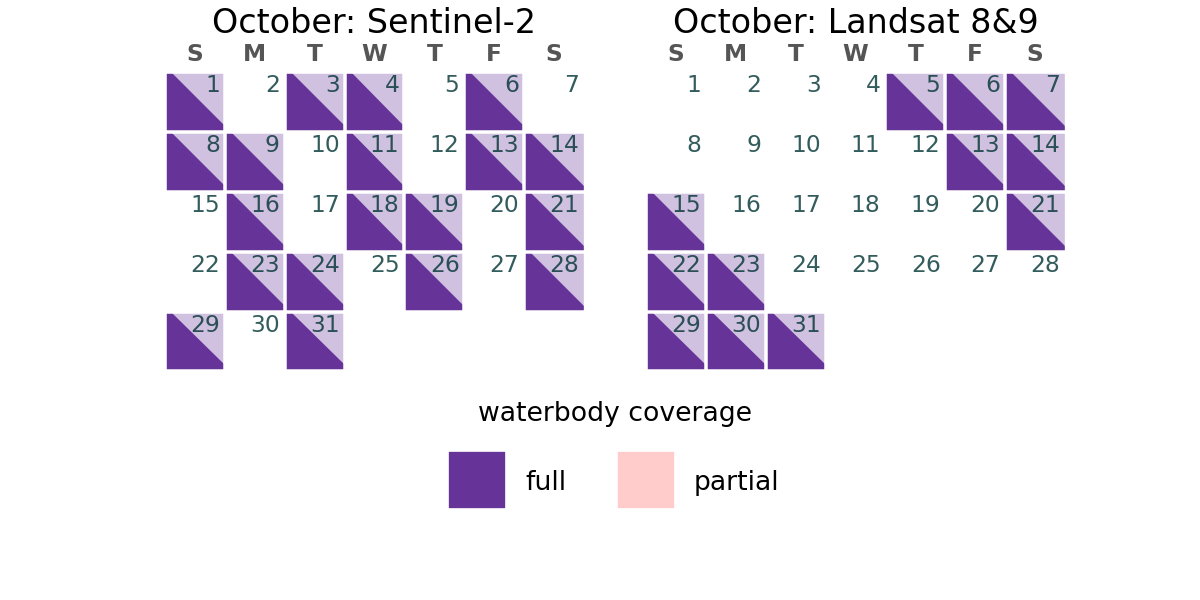 October: Sentinel-2
S M T W T F S
1 2 3 4 5 6 7
8 9 10 11 12 13 14
15 16 17 18 19 20 21
22 23 24 25 26 27 28
29 30 31
October: Landsat 8&9
S M T W T F S
1 2 3 4 5 6 7
8 9 10 11 12 13 14
15 16 17 18 19 20 21
22 23 24 25 26 27 28
29 30 31
waterbody coverage
full partial